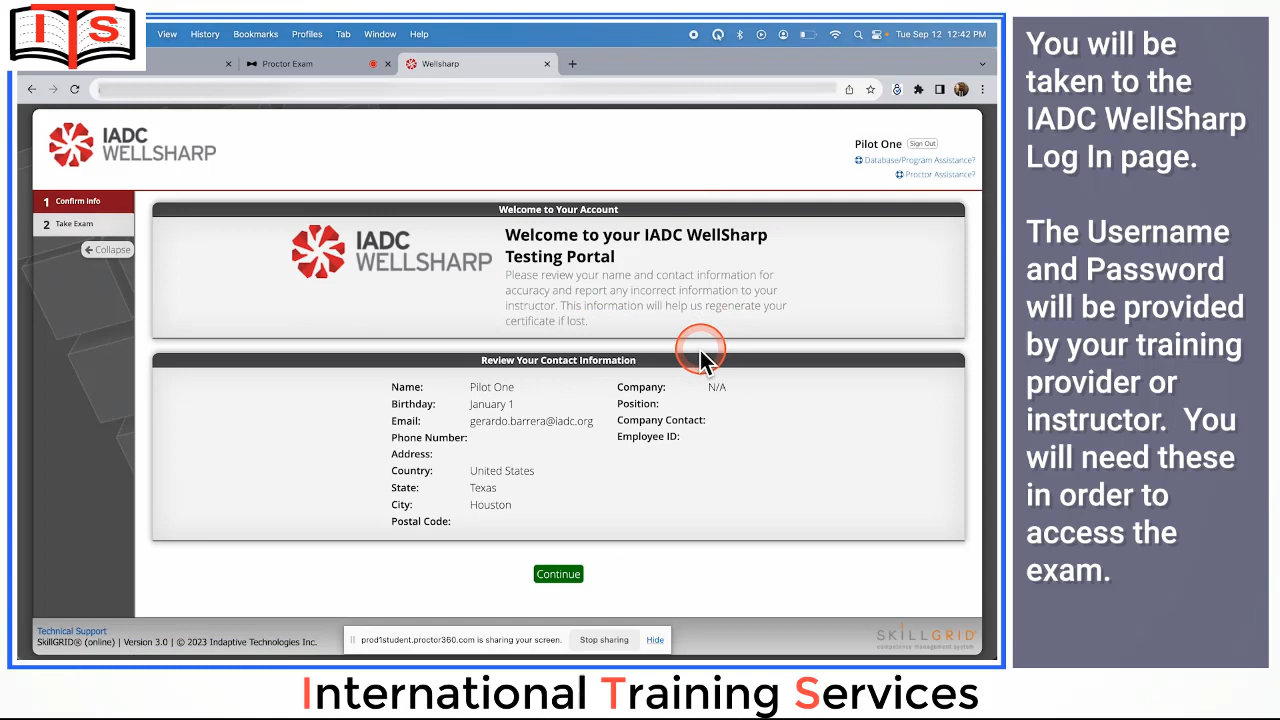 ITS
View History Bookmarks Profiles Tab Window Help
Tue Sep 12 12:42 PM
Proctor Exam
Wellsharp
IADC
WELLSHARP
Pilot One Sign Out
Database/Program Assistance?
Proctor Assistance?
1 Confirm Info
2 Take Exam
Collapse
Welcome to Your Account
IADC
WELLSHARP
Welcome to your IADC WellSharp
Testing Portal
Please review your name and contact information for
accuracy and report any incorrect information to your
instructor. This information will help us regenerate your
certificate if lost.
Review Your Contact Information
Name: Pilot One
Birthday: January 1
Email: gerardo.barrera@iadc.org
Phone Number:
Address:
Country: United States
State: Texas
City: Houston
Postal Code:
Company: N/A
Position:
Company Contact:
Employee ID:
Continue
Technical Support
SkillGRID® (online) | Version 3.0 | © 2023 Indaptive Technologies Inc.
prod1student.proctor360.com is sharing your screen. Stop sharing Hide
SKILLGRID
competence management system
You will be
taken to the
IADC WellSharp
Log In page.
The Username
and Password
will be provided
by your training
provider or
instructor. You
will need these
in order to
access the
exam.
International Training Services